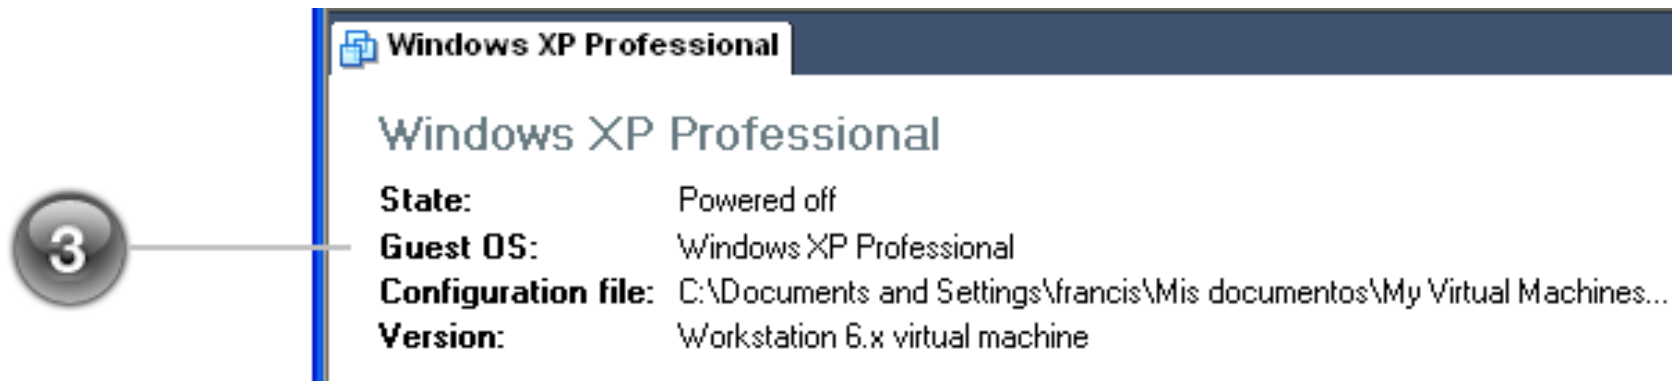 Windows XP Professional
Windows XP Professional
State: Powered off
3 Guest OS: Windows XP Professional
Configuration file: C:\Documents and Settings\francis\Mis documentos\My Virtual Machines...
Version: Workstation 6.x virtual machine